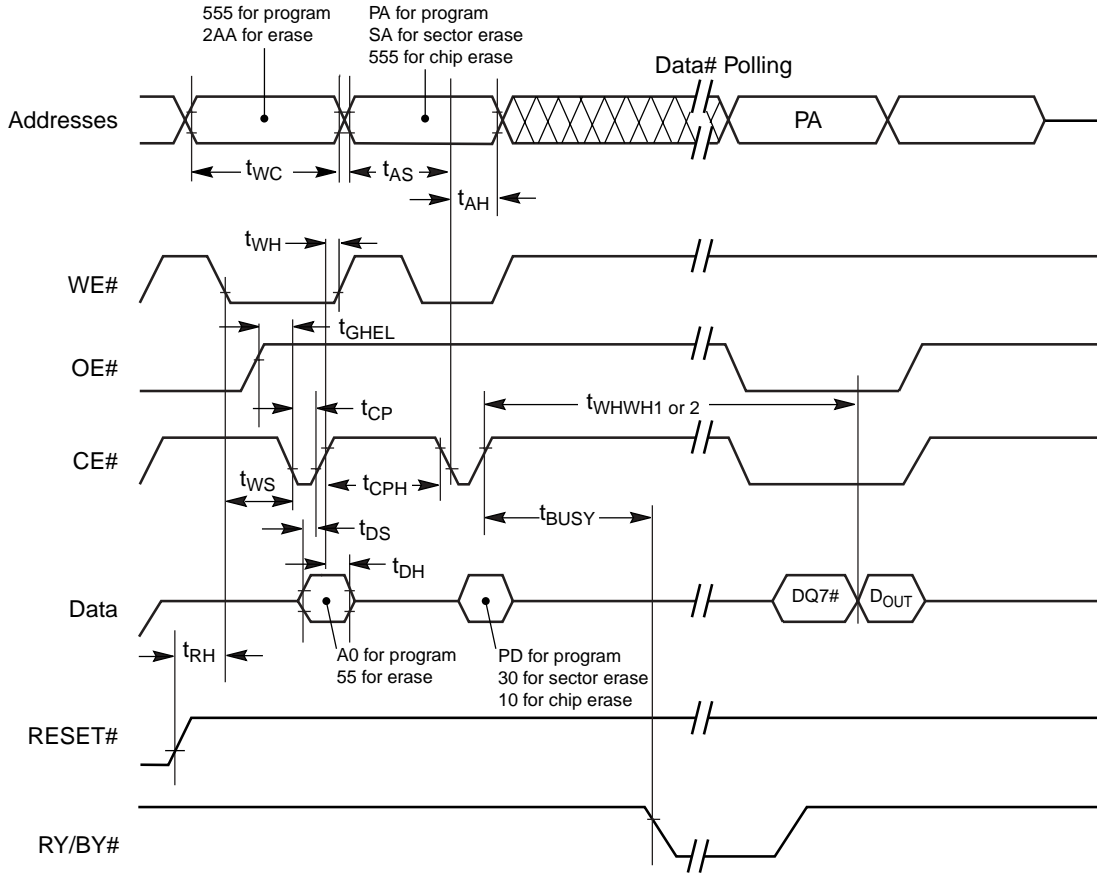 555 for program
2AA for erase
PA for program
SA for sector erase
555 for chip erase
Data# Polling
Addresses
PA
tWC
tAS
tAH
tWH
WE#
tGHEL
OE#
tWHWH1 or 2
tCP
CE#
tWS
tCPH
tBUSY
tDS
tDH
Data
DQ7#
DOUT
tRH
A0 for program
55 for erase
PD for program
30 for sector erase
10 for chip erase
RESET#
RY/BY#